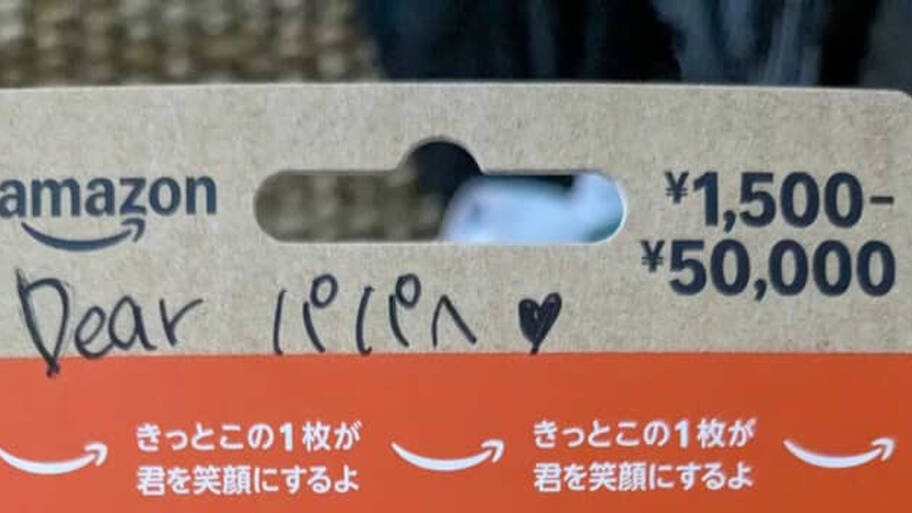 amazon
¥1,500-
¥50,000
Dear パパへ♥
きっとこの1枚が
君を笑顔にするよ
きっとこの1枚が
君を笑顔にするよ